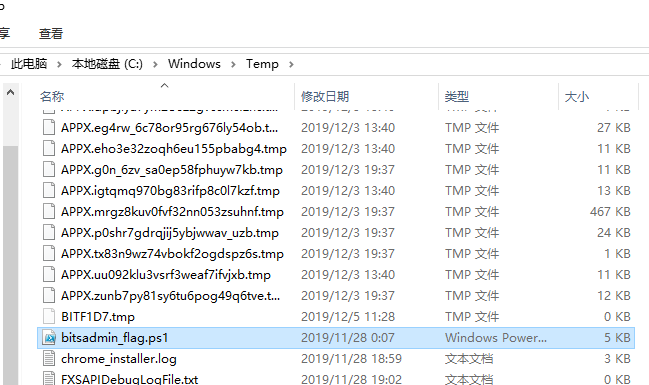 享 查看
此电脑 › 本地磁盘 (C:) › Windows › Temp ›
名称 修改日期 类型 大小
APPX.eg4rw_6c78or95rg676ly54ob.t... 2019/12/3 13:40 TMP 文件 27 KB
APPX.eho3e32zoqh6eu155pbabg4.tmp 2019/12/3 13:40 TMP 文件 11 KB
APPX.g0n_6zv_sa0ep58fphuyw7kb.tmp 2019/12/3 19:37 TMP 文件 11 KB
APPX.igtqmq970bg83rifp8c0l7kzf.tmp 2019/12/3 13:40 TMP 文件 13 KB
APPX.mrgz8kuv0fvf32nn053zsuhnf.tmp 2019/12/3 19:37 TMP 文件 467 KB
APPX.p0shr7gdrqjij5ybjwwav_uzb.tmp 2019/12/3 19:37 TMP 文件 24 KB
APPX.tx83n9wz74vbokf2ogdspz6s.tmp 2019/12/3 19:37 TMP 文件 1 KB
APPX.uu092klu3vsrf3weaf7ifvjxb.tmp 2019/12/3 13:40 TMP 文件 11 KB
APPX.zunb7py81sy6tu6pog49q6tve.t... 2019/12/3 19:37 TMP 文件 12 KB
BITF1D7.tmp 2019/12/5 11:28 TMP 文件 0 KB
bitsadmin_flag.ps1 2019/11/28 0:07 Windows Power... 5 KB
chrome_installer.log 2019/11/28 18:59 文本文档 3 KB
FXSAPIDebugLogFile.txt 2019/11/28 19:02 文本文档 0 KB